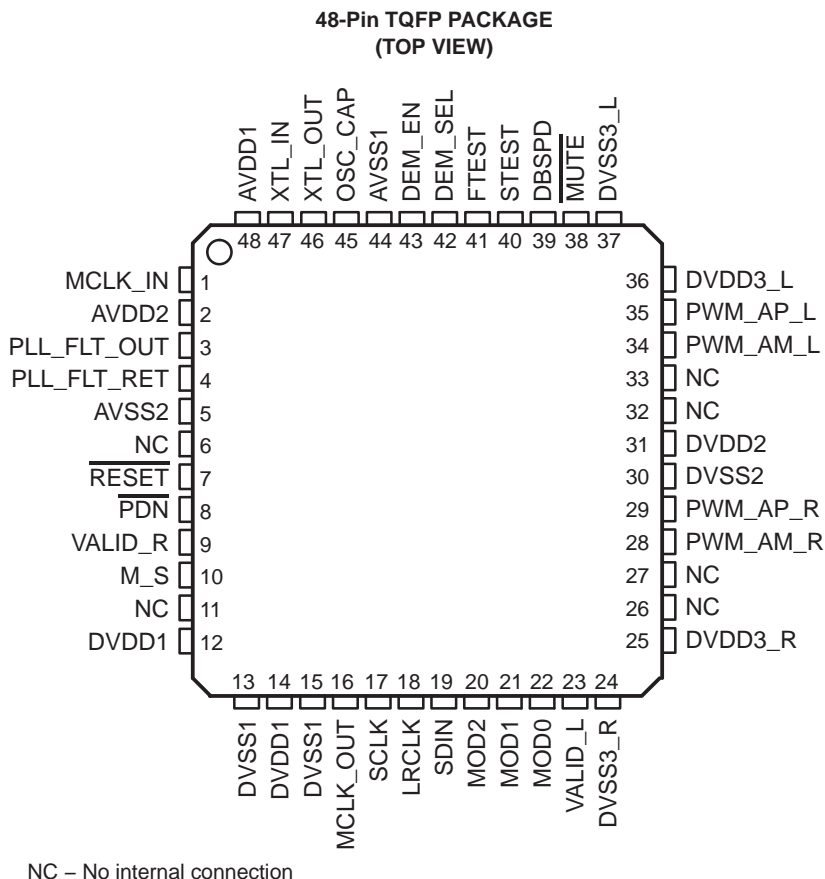 48-Pin TQFP PACKAGE
(TOP VIEW)
AVDD1
XTL_IN
XTL_OUT
OSC_CAP
AVSS1
DEM_EN
DEM_SEL
FTEST
STEST
DBSPD
MUTE
DVSS3_L
48 47 46 45 44 43 42 41 40 39 38 37
MCLK_IN 1
AVDD2 2
PLL_FLT_OUT 3
PLL_FLT_RET 4
AVSS2 5
NC 6
RESET 7
PDN 8
VALID_R 9
M_S 10
NC 11
DVDD1 12
36 DVDD3_L
35 PWM_AP_L
34 PWM_AM_L
33 NC
32 NC
31 DVDD2
30 DVSS2
29 PWM_AP_R
28 PWM_AM_R
27 NC
26 NC
25 DVDD3_R
13 14 15 16 17 18 19 20 21 22 23 24
DVSS1
DVDD1
DVSS1
MCLK_OUT
SCLK
LRCLK
SDIN
MOD2
MOD1
MOD0
VALID_L
DVSS3_R
NC – No internal connection